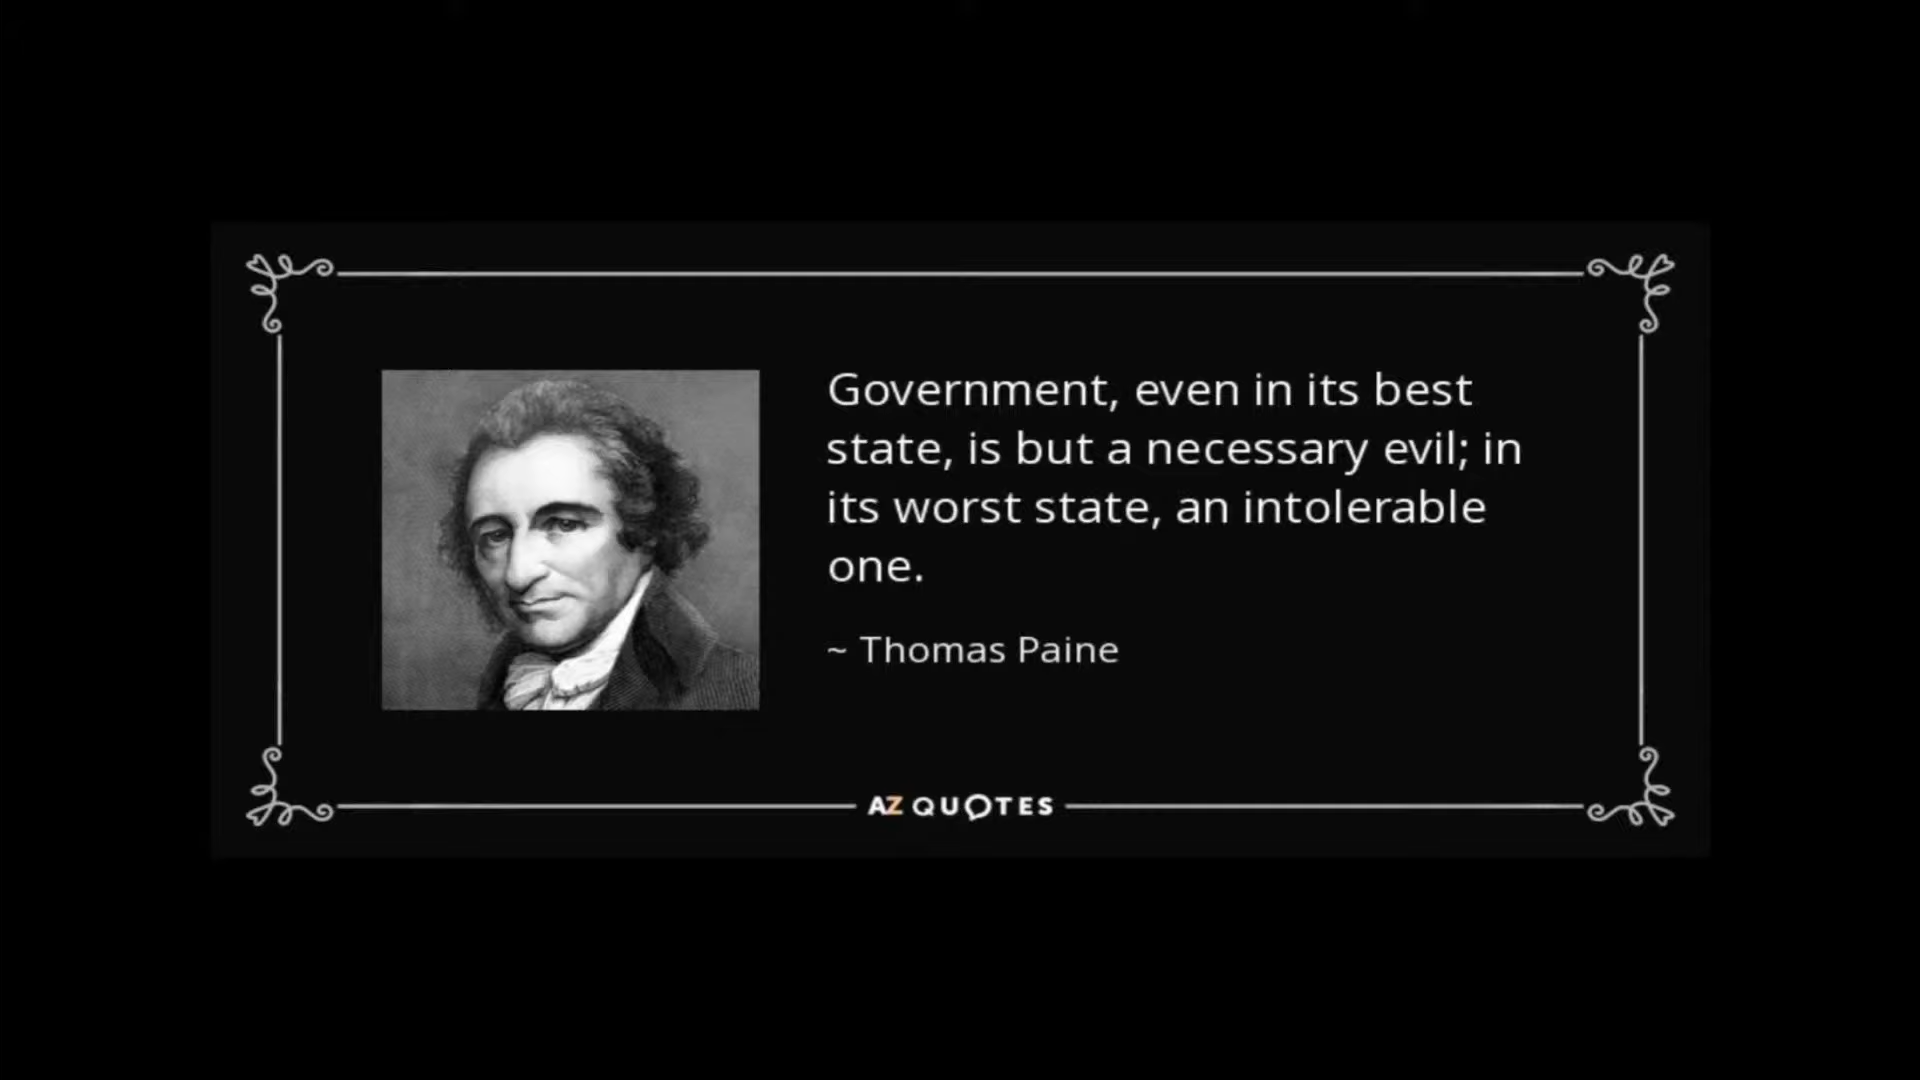 Government, even in its best
state, is but a necessary evil; in
its worst state, an intolerable
one.
~ Thomas Paine
AZ QUOTES